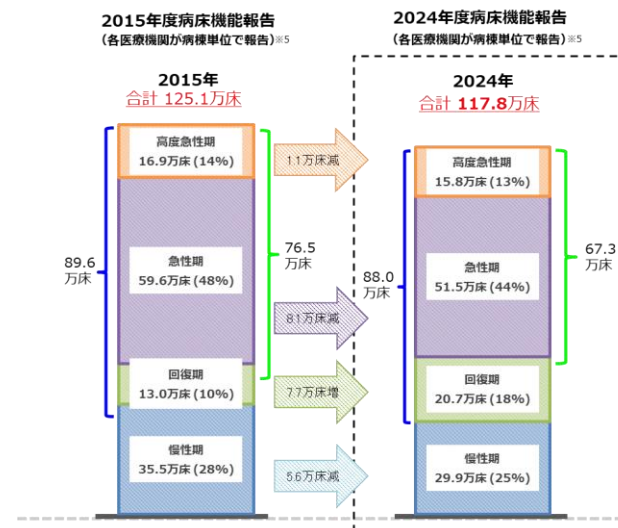 2015年度病床機能報告
(各医療機関が病棟単位で報告)※5
2015年
合計 125.1万床
高度急性期
16.9万床 (14%)
急性期
59.6万床 (48%)
回復期
13.0万床 (10%)
慢性期
35.5万床 (28%)
89.6
万床
76.5
万床
1.1万床減
8.1万床減
7.7万床増
5.6万床減
2024年度病床機能報告
(各医療機関が病棟単位で報告)※5
2024年
合計 117.8万床
高度急性期
15.8万床 (13%)
急性期
51.5万床 (44%)
回復期
20.7万床 (18%)
慢性期
29.9万床 (25%)
88.0
万床
67.3
万床